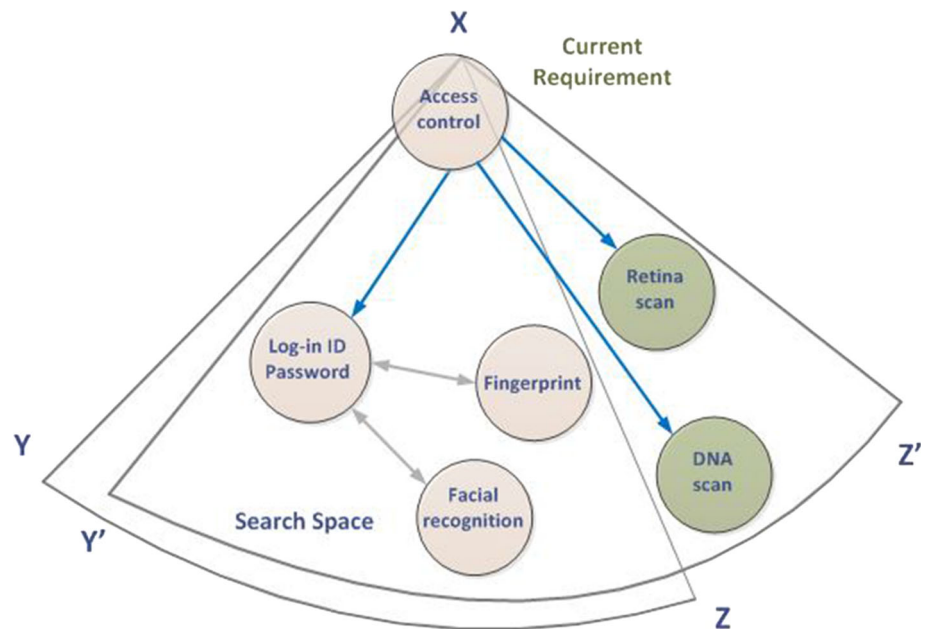 X
Current
Requirement
Access
control
Retina
scan
Log-in ID
Password
Fingerprint
Y
Z’
DNA
scan
Facial
recognition
Search Space
Y’
Z